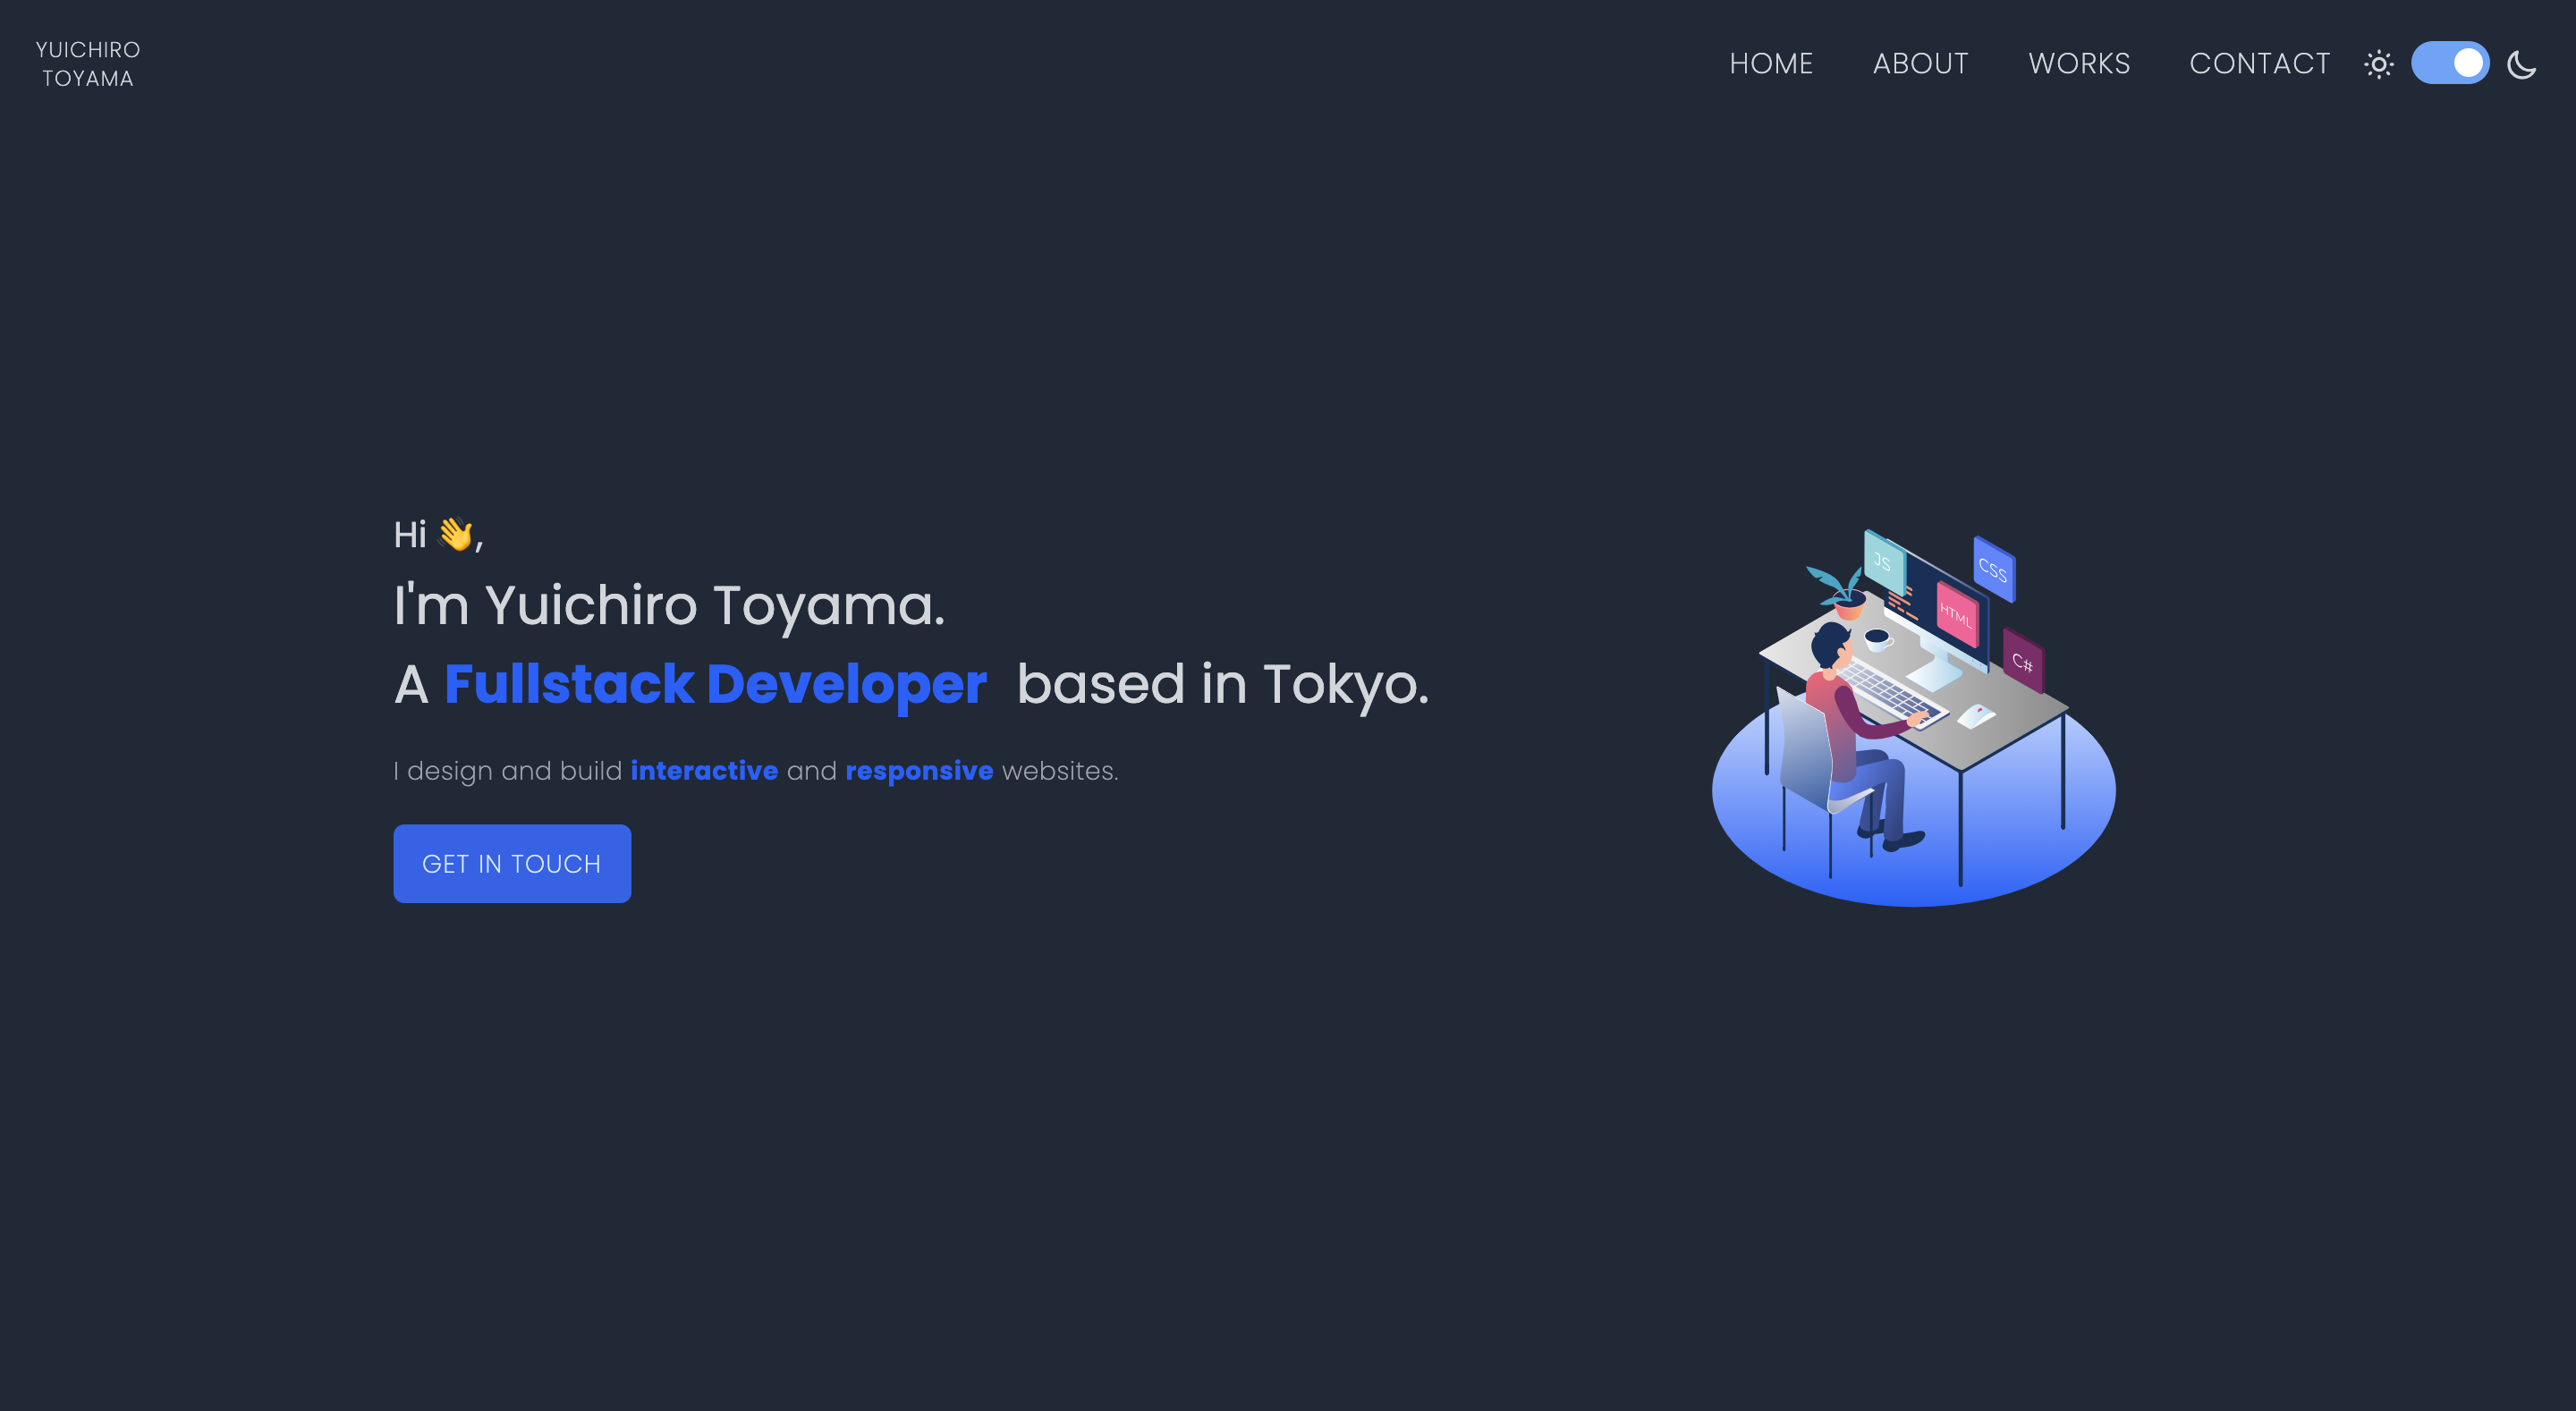 YUICHIRO
TOYAMA
HOME ABOUT WORKS CONTACT
Hi 👋,
I'm Yuichiro Toyama.
A Fullstack Developer based in Tokyo.
I design and build interactive and responsive websites.
GET IN TOUCH
JS
CSS
HTML
C#